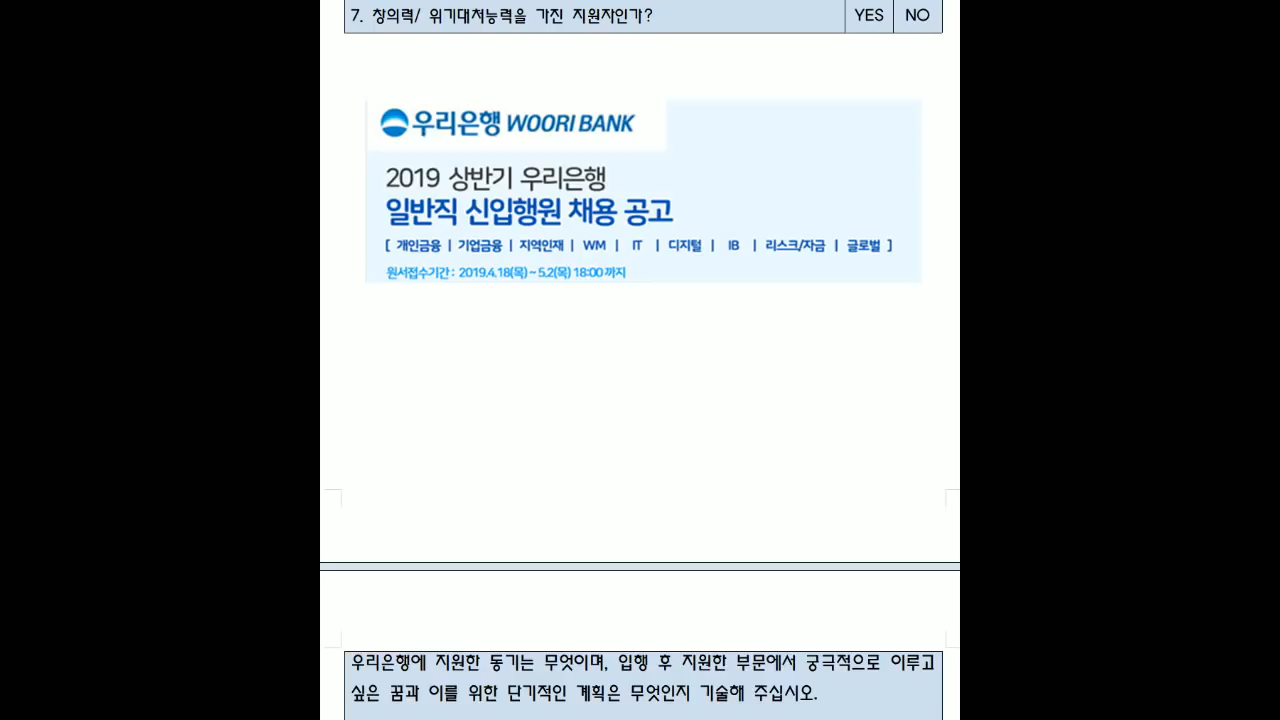 7. 창의력/ 위기대처능력을 가진 지원자인가? YES NO
우리은행 WOORI BANK
2019 상반기 우리은행
일반직 신입행원 채용 공고
[ 개인금융 | 기업금융 | 지역인재 | WM | IT | 디지털 | IB | 리스크/자금 | 글로벌 ]
원서접수기간 : 2019.4.18(목) ~ 5.2(목) 18:00 까지
우리은행에 지원한 동기는 무엇이며, 입행 후 지원한 부문에서 궁극적으로 이루고
싶은 꿈과 이를 위한 단기적인 계획은 무엇인지 기술해 주십시오.